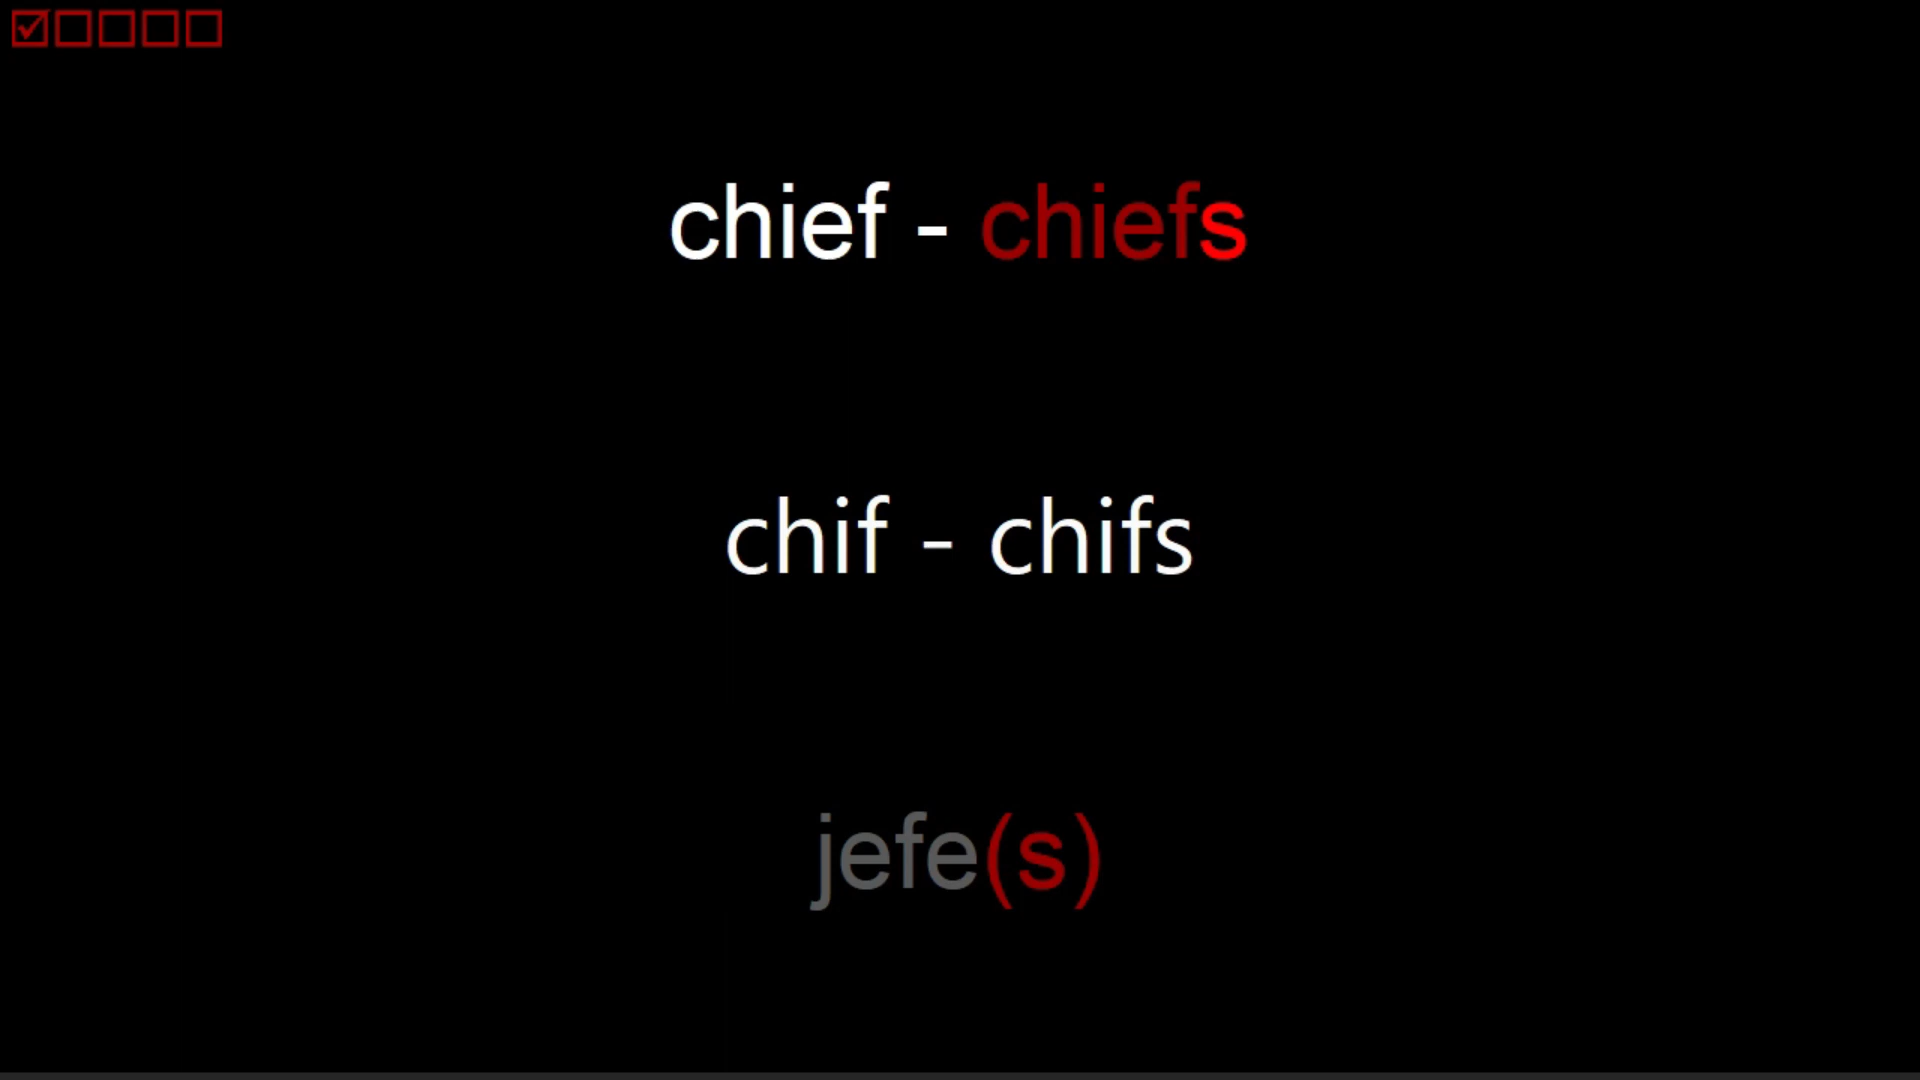 ☑☐☐☐☐
chief - chiefs
chif - chifs
jefe(s)